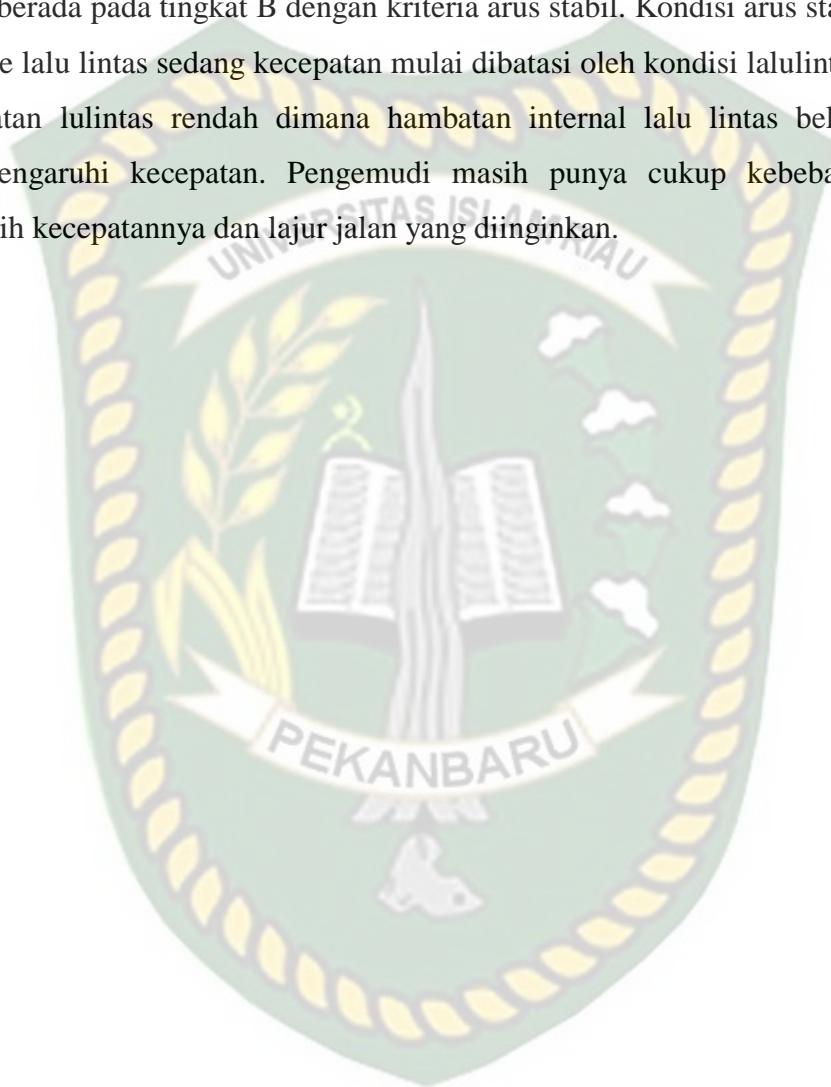 berada pada tingkat B dengan kriteria arus stabil. Kondisi arus sta
e lalu lintas sedang kecepatan mulai dibatasi oleh kondisi lalulint
atan lulintas rendah dimana hambatan internal lalu lintas bel
engaruhi kecepatan. Pengemudi masih punya cukup kebeba
ih kecepatannya dan lajur jalan yang diinginkan.
UNIVERSITAS ISLAM RIAU
PEKANBARU